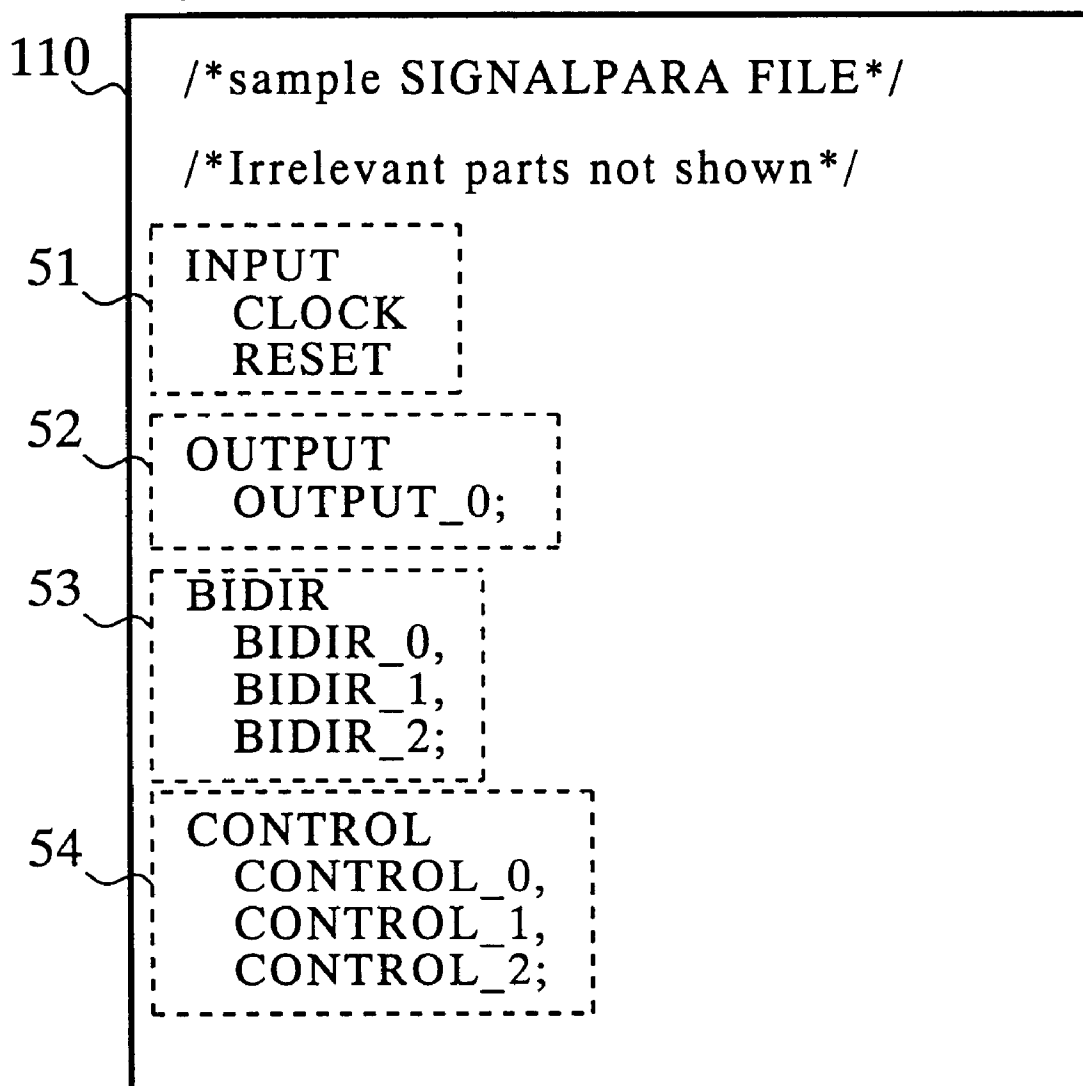 110
/*sample SIGNALPARA FILE*/
/*Irrelevant parts not shown*/
51
INPUT
CLOCK
RESET
52
OUTPUT
OUTPUT_0;
53
BIDIR
BIDIR_0,
BIDIR_1,
BIDIR_2;
54
CONTROL
CONTROL_0,
CONTROL_1,
CONTROL_2;